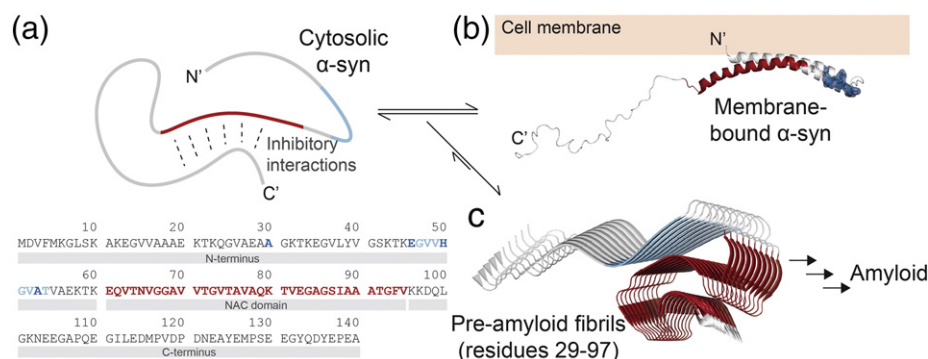 (a)
Cytosolic
α-syn
N'
Inhibitory
interactions
C'
(b)
Cell membrane
N'
Membrane-
bound α-syn
C'
10 20 30 40 50
MDVFMKGLSK AKEGVVAAAE KTKQGVAEAA GKTKEGVLYV GSKTKEGVVH
N-terminus
60 70 80 90 100
GVATVAEKTK EQVTNVGGAV VTGVTAVAQK TVEGAGSIAA ATGFVKKDQL
NAC domain
110 120 130 140
GKNEEGAPQE GILEDMPVDP DNEAYEMPSE EGYQDYEPEA
C-terminus
c
Amyloid
Pre-amyloid fibrils
(residues 29-97)